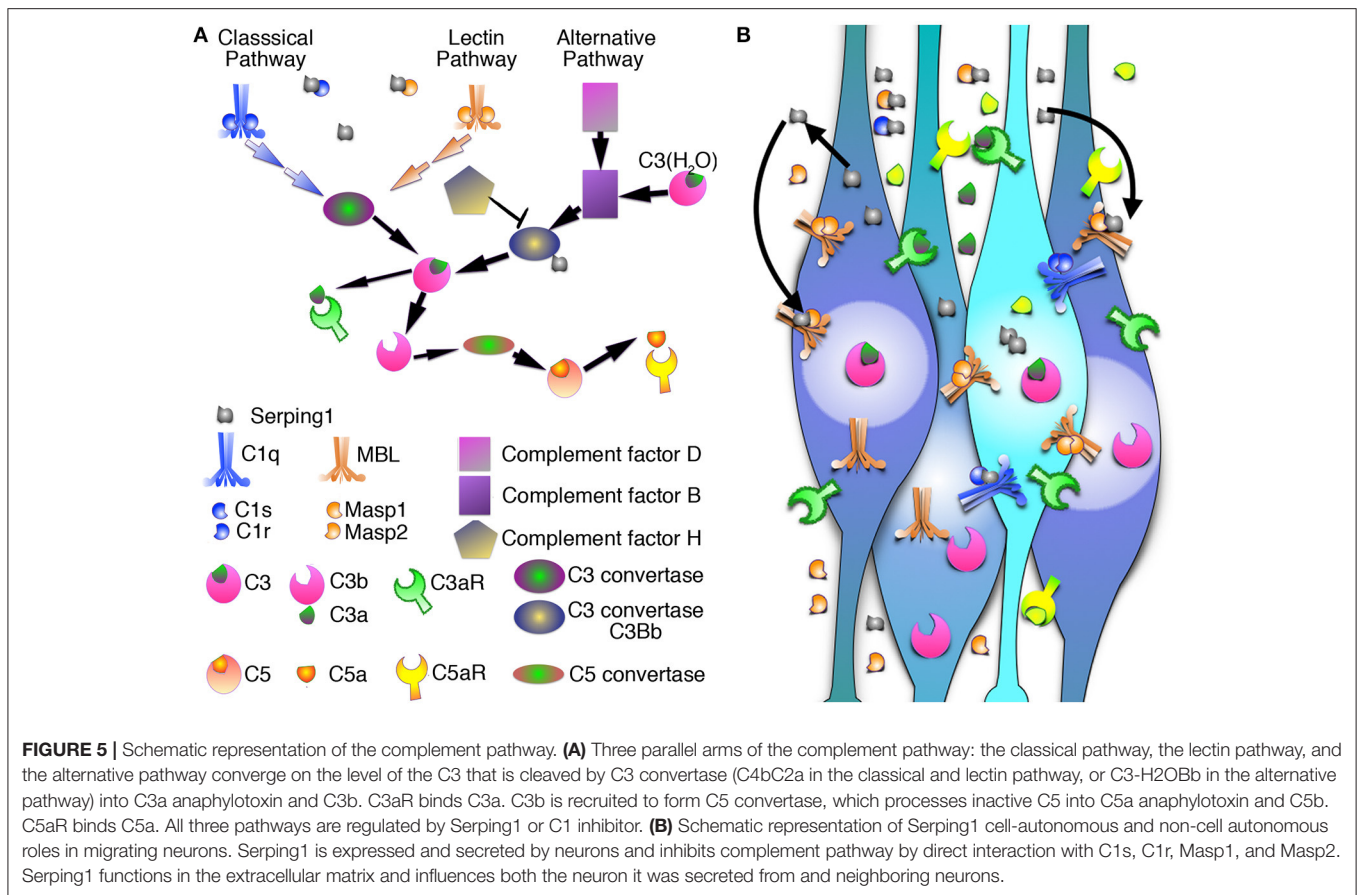 A
Classsical
Pathway
Lectin
Pathway
Alternative
Pathway
C3(H2O)
Serping1
C1q
MBL
C1s
C1r
Masp1
Masp2
C3
C3b
C3a
C3aR
C5
C5a
C5aR
Complement factor D
Complement factor B
Complement factor H
C3 convertase
C3 convertase
C3Bb
C5 convertase
B
FIGURE 5 | Schematic representation of the complement pathway. (A) Three parallel arms of the complement pathway: the classical pathway, the lectin pathway, and
the alternative pathway converge on the level of the C3 that is cleaved by C3 convertase (C4bC2a in the classical and lectin pathway, or C3-H2OBb in the alternative
pathway) into C3a anaphylotoxin and C3b. C3aR binds C3a. C3b is recruited to form C5 convertase, which processes inactive C5 into C5a anaphylotoxin and C5b.
C5aR binds C5a. All three pathways are regulated by Serping1 or C1 inhibitor. (B) Schematic representation of Serping1 cell-autonomous and non-cell autonomous
roles in migrating neurons. Serping1 is expressed and secreted by neurons and inhibits complement pathway by direct interaction with C1s, C1r, Masp1, and Masp2.
Serping1 functions in the extracellular matrix and influences both the neuron it was secreted from and neighboring neurons.